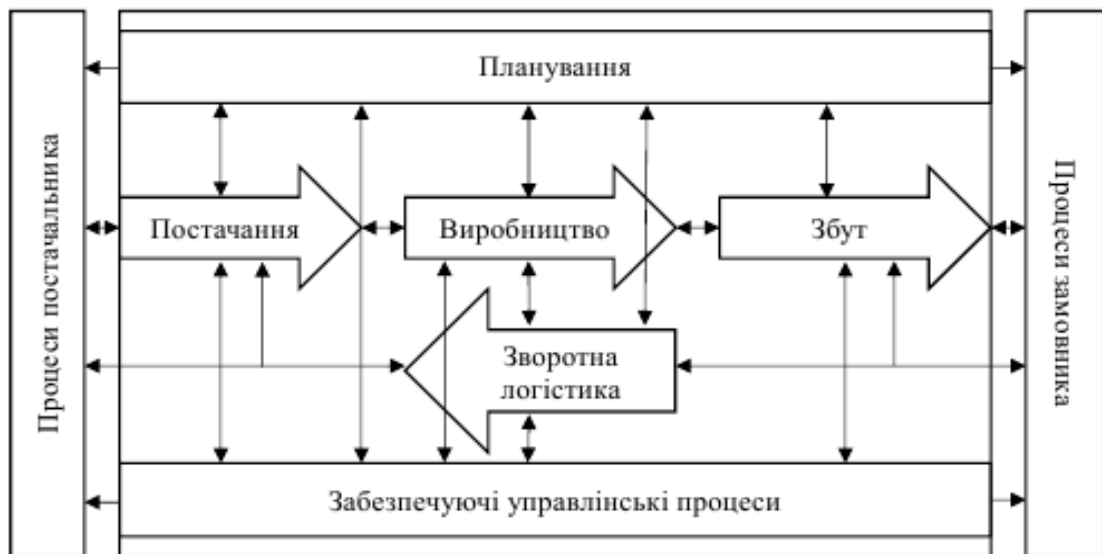 Процеси постачальника
Планування
Постачання
Виробництво
Збут
Зворотна
логістика
Забезпечуючі управлінські процеси
Процеси замовника